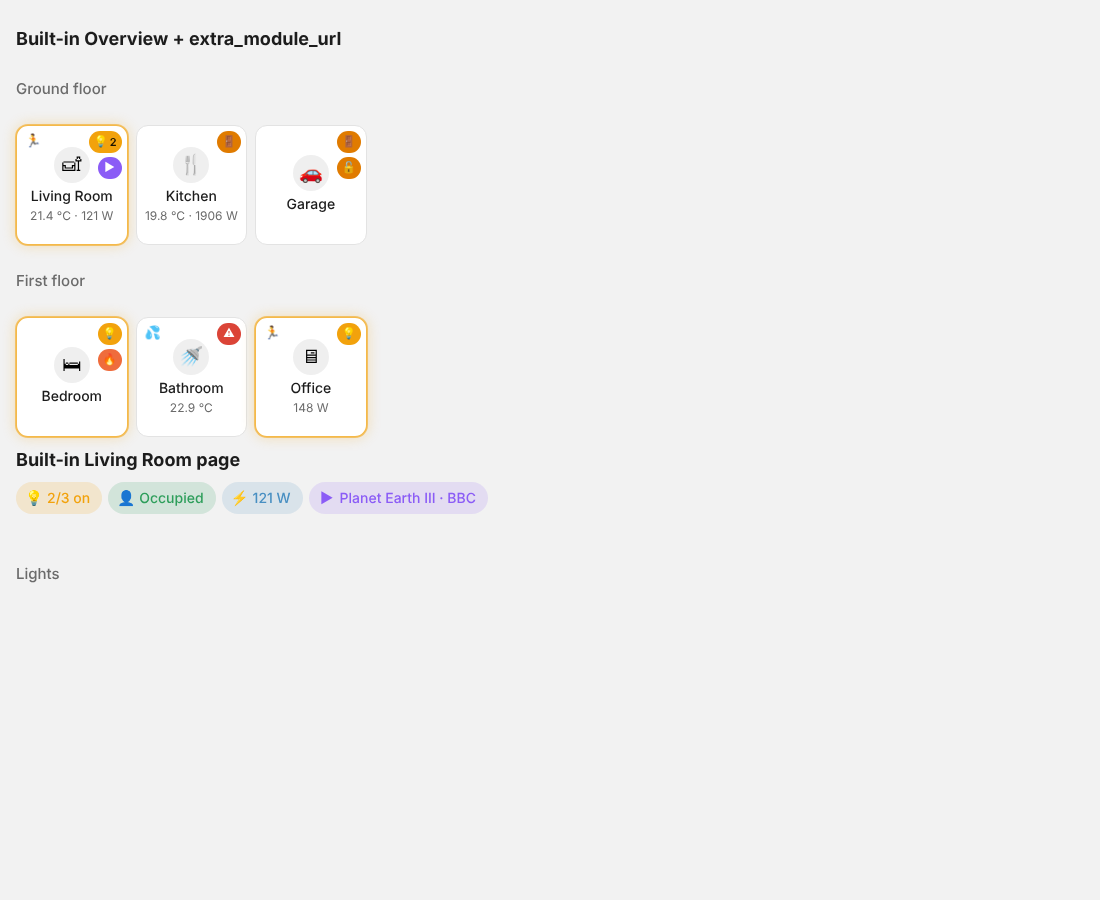 Built-in Overview + extra_module_url
Ground floor
2
Living Room
21.4 °C · 121 W
Kitchen
19.8 °C · 1906 W
Garage
First floor
Bedroom
Bathroom
22.9 °C
Office
148 W
Built-in Living Room page
2/3 on
Occupied
121 W
Planet Earth III · BBC
Lights